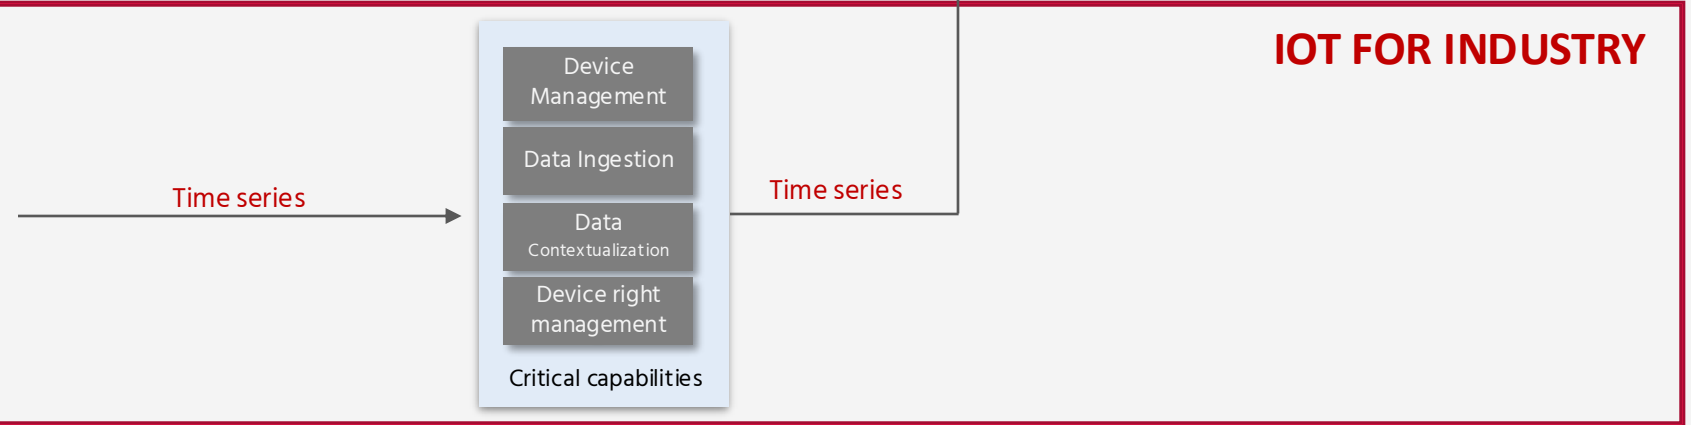 IOT FOR INDUSTRY
Device
Management
Data Ingestion
Time series
Time series
Data
Contextualization
Device right
management
Critical capabilities